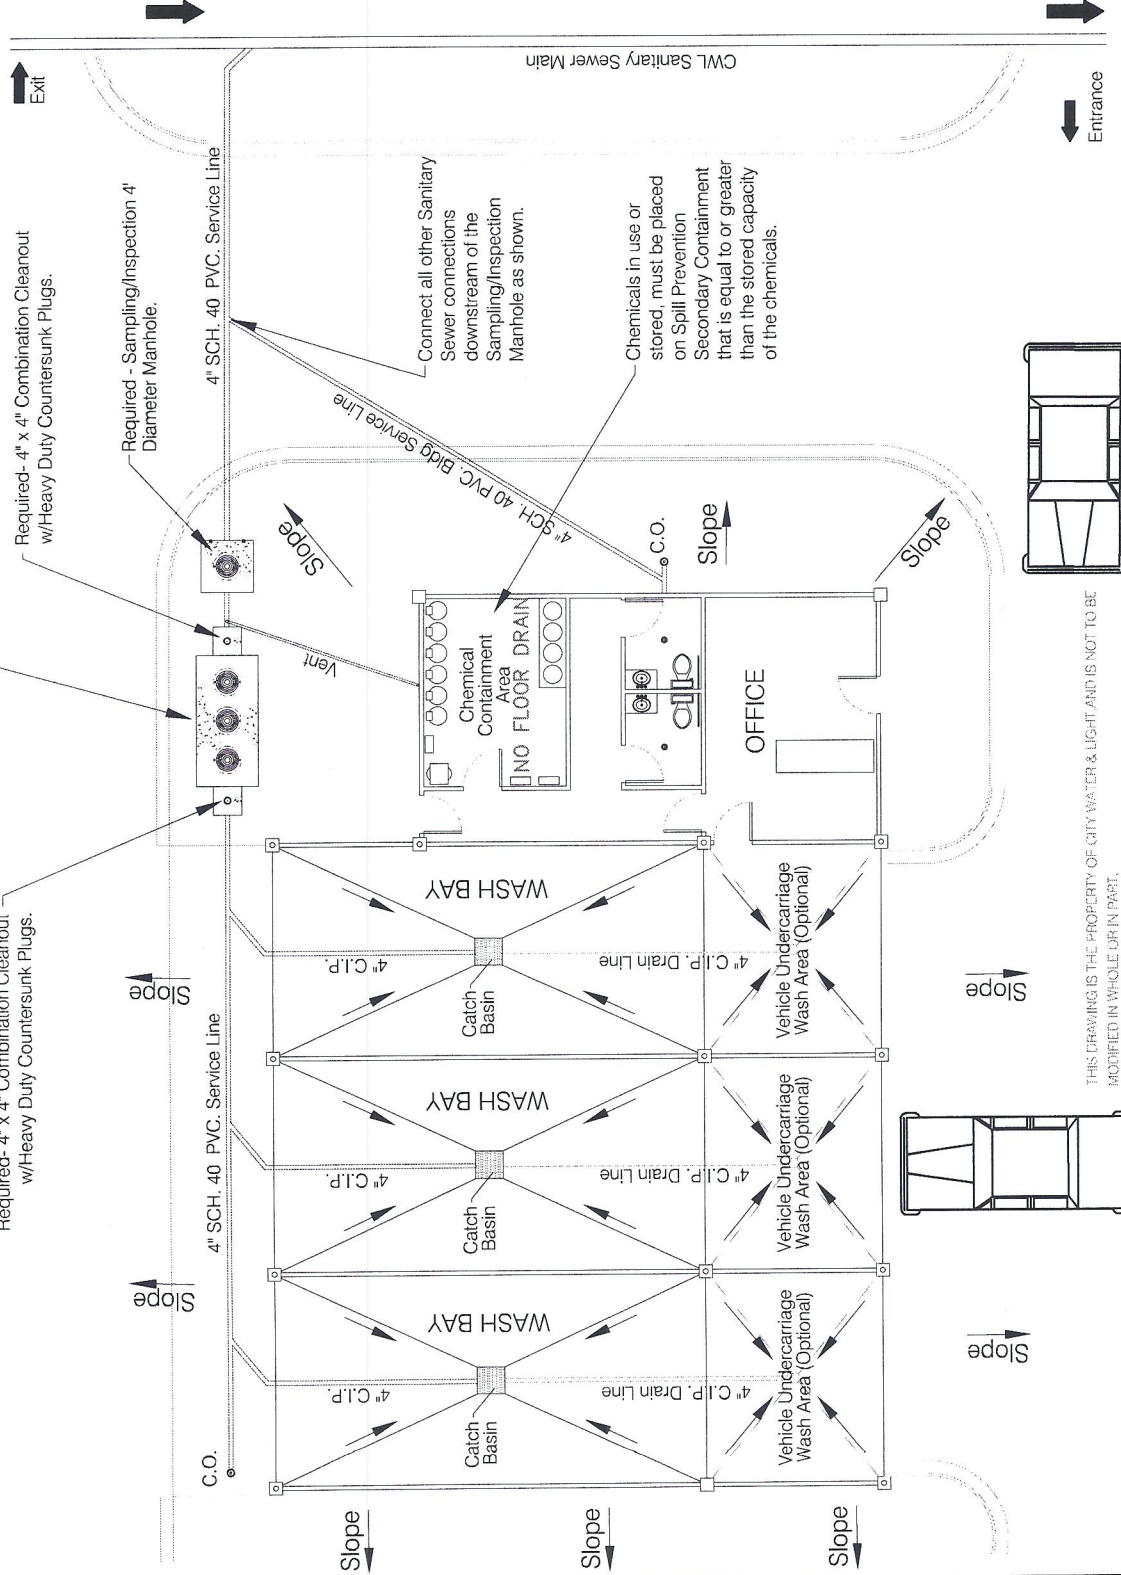 Exit
Required- 4" x 4" Combination Cleanout
w/Heavy Duty Countersunk Plugs.
Required - Sampling/Inspection 4'
Diameter Manhole.
4" SCH. 40 PVC. Service Line
CWL Sanitary Sewer Main
Connect all other Sanitary
Sewer connections
downstream of the
Sampling/Inspection
Manhole as shown.
Chemicals in use or
stored, must be placed
on Spill Prevention
Secondary Containment
that is equal to or greater
than the stored capacity
of the chemicals.
Entrance
4" SCH. 40 PVC. Bldg Service Line
Slope
C.O.
Slope
Slope
Vent
Chemical
Containment
Area
NO FLOOR DRAIN
OFFICE
Required- 4" x 4" Combination Cleanout
w/Heavy Duty Countersunk Plugs.
4" SCH. 40 PVC. Service Line
Slope
Slope
C.O.
WASH BAY
4" C.I.P.
Catch
Basin
4" C.I.P. Drain Line
Vehicle Undercarriage
Wash Area (Optional)
WASH BAY
4" C.I.P.
Catch
Basin
4" C.I.P. Drain Line
Vehicle Undercarriage
Wash Area (Optional)
WASH BAY
4" C.I.P.
Catch
Basin
4" C.I.P. Drain Line
Vehicle Undercarriage
Wash Area (Optional)
Slope
Slope
Slope
Slope
Slope
THIS DRAWING IS THE PROPERTY OF CITY WATER & LIGHT AND IS NOT TO BE
MODIFIED IN WHOLE OR IN PART.